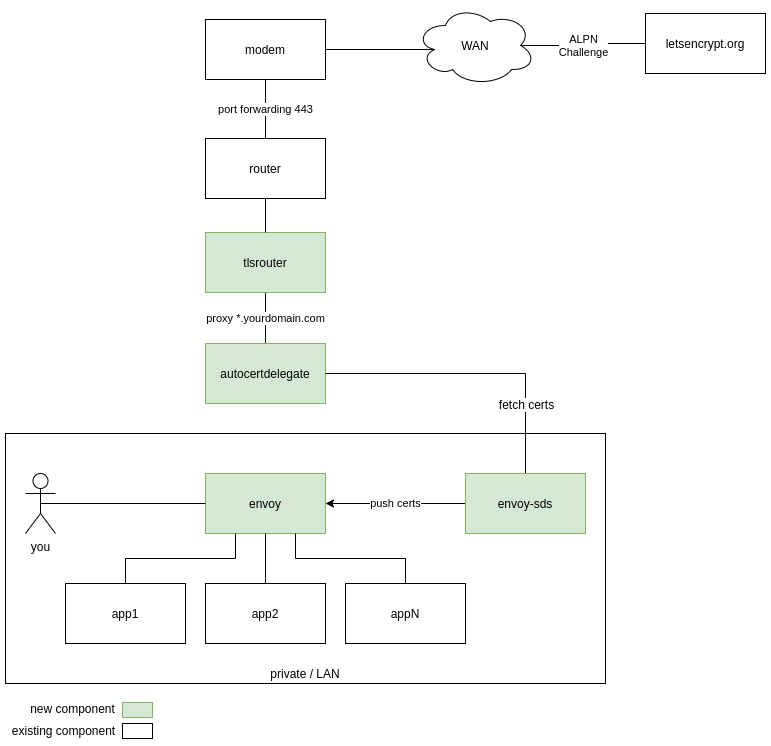 modem
WAN
ALPN
Challenge
letsencrypt.org
port forwarding 443
router
tlsrouter
proxy *.yourdomain.com
autocertdelegate
fetch certs
you
envoy
push certs
envoy-sds
app1
app2
appN
private / LAN
new component
existing component